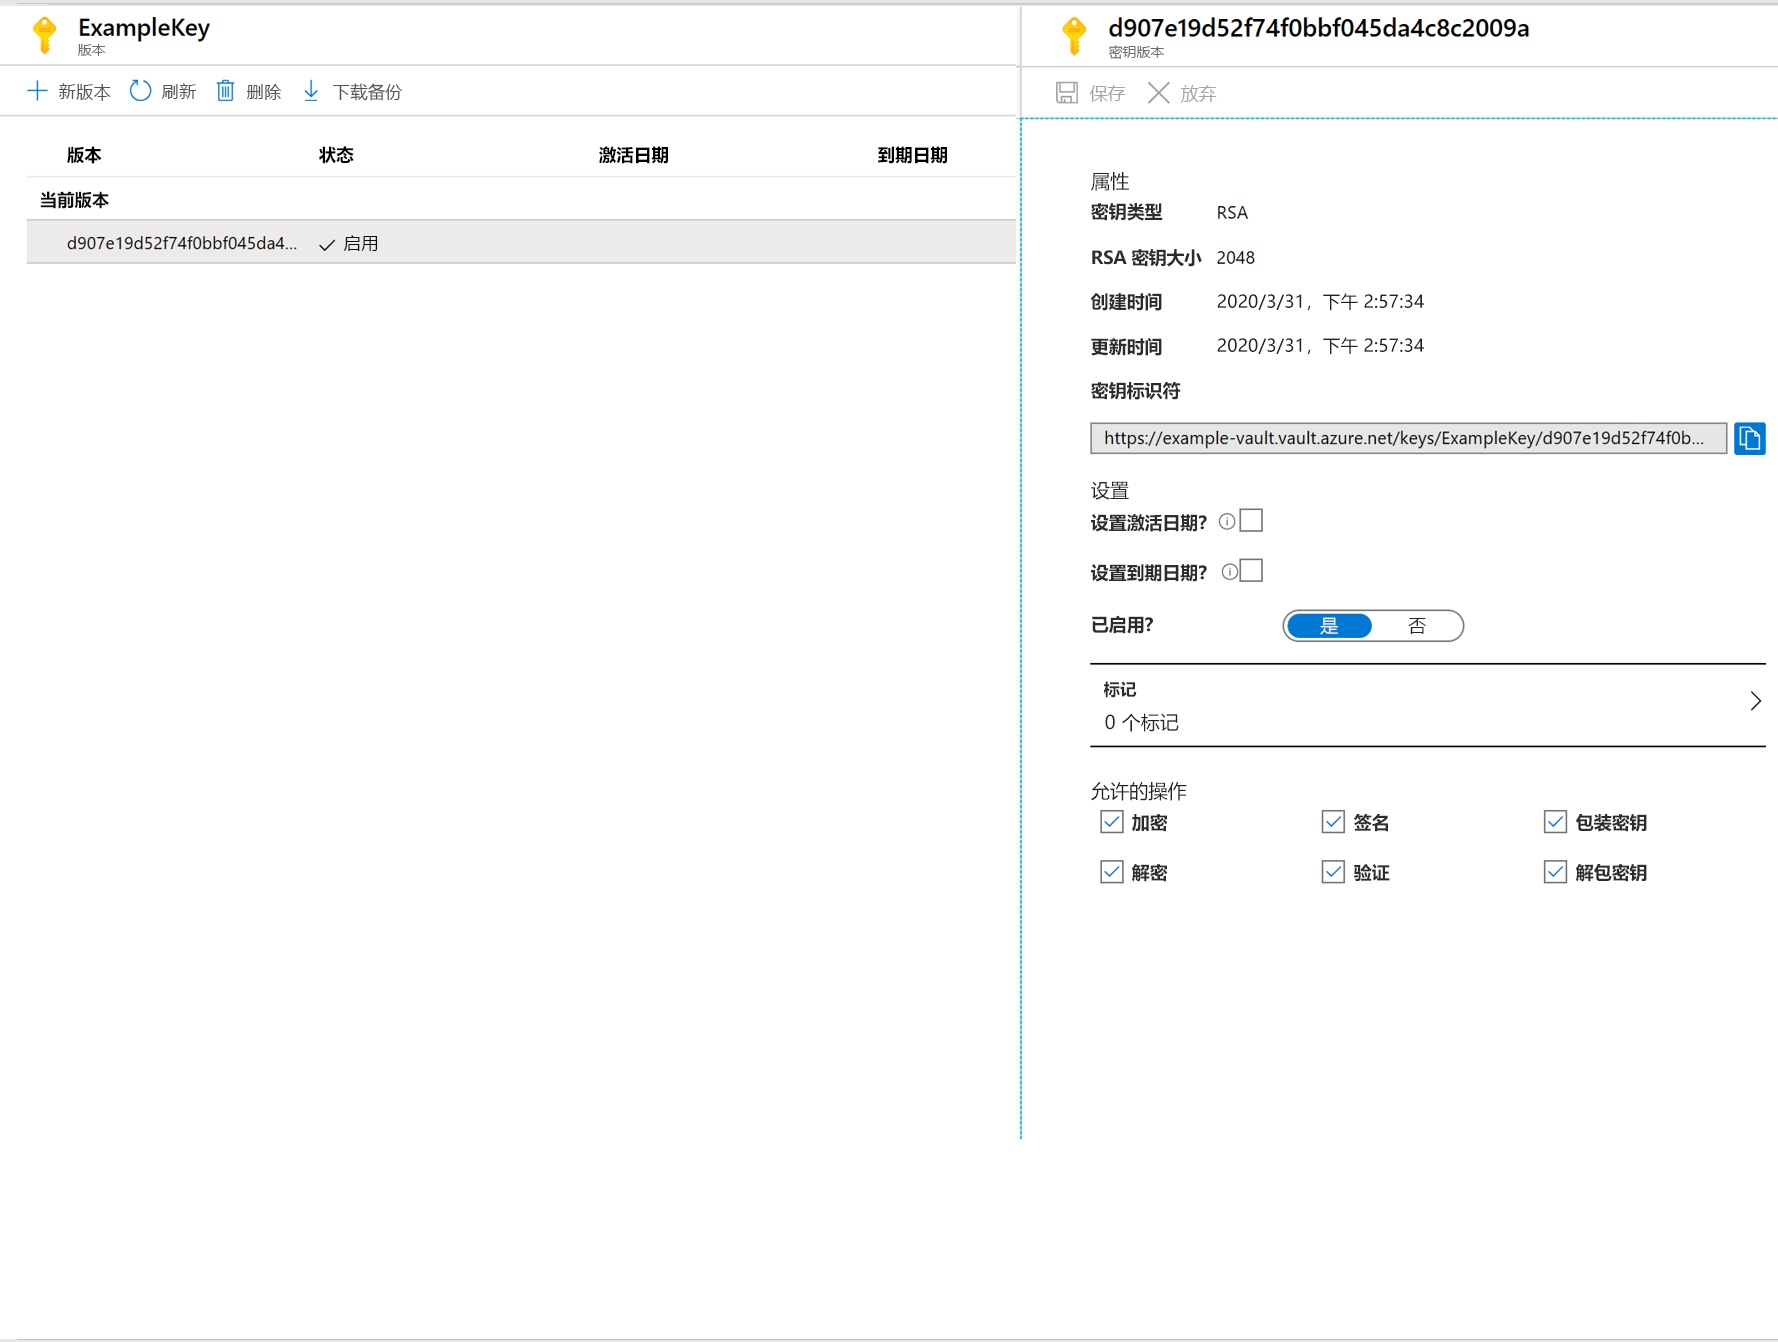 ExampleKey
版本
新版本 刷新 删除 下载备份
版本 状态 激活日期 到期日期
当前版本
d907e19d52f74f0bbf045da4... 启用
d907e19d52f74f0bbf045da4c8c2009a
密钥版本
保存 放弃
属性
密钥类型 RSA
RSA 密钥大小 2048
创建时间 2020/3/31，下午 2:57:34
更新时间 2020/3/31，下午 2:57:34
密钥标识符
https://example-vault.vault.azure.net/keys/ExampleKey/d907e19d52f74f0b...
设置
设置激活日期?
设置到期日期?
已启用? 是 否
标记
0 个标记
允许的操作
加密 签名 包装密钥
解密 验证 解包密钥